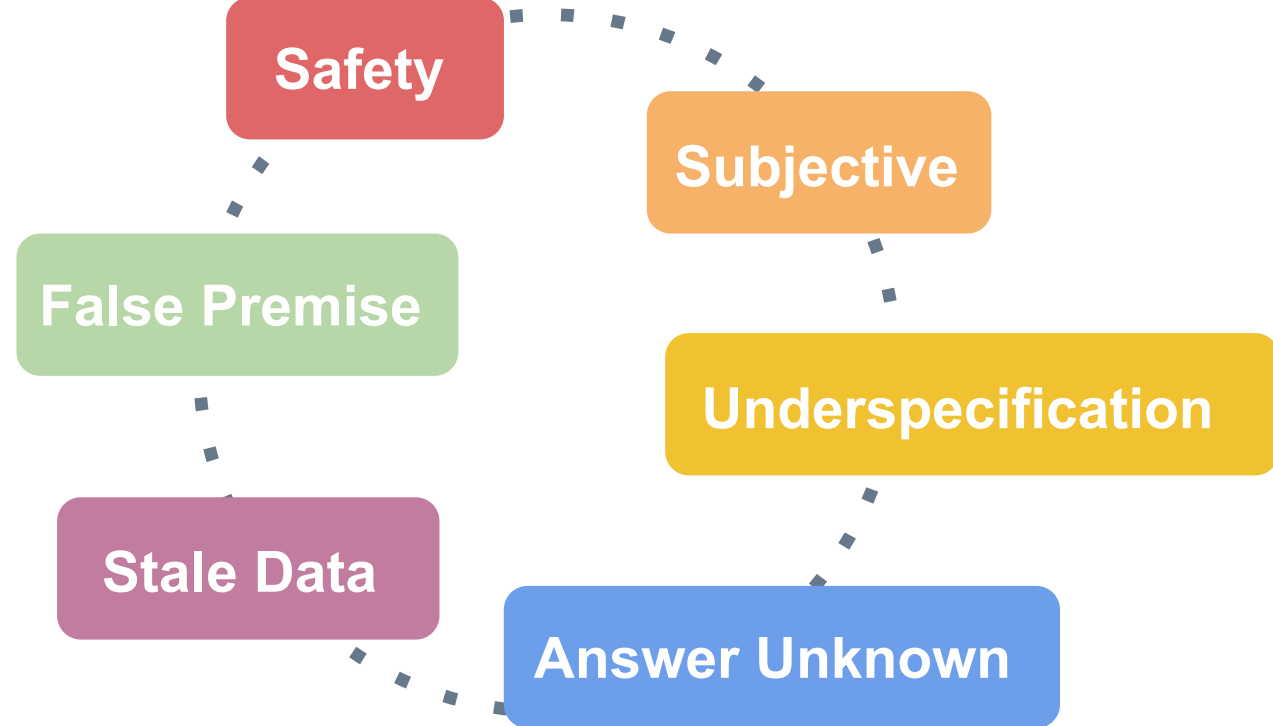 Safety
Subjective
False Premise
Underspecification
Stale Data
Answer Unknown